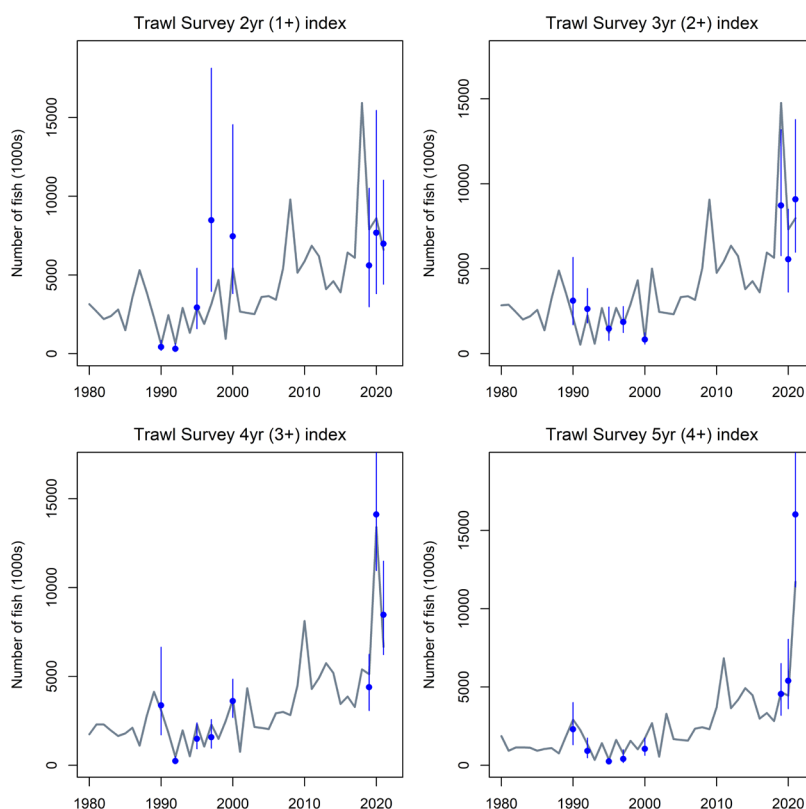 Trawl Survey 2yr (1+) index
Number of fish (1000s)
15000
10000
5000
0
1980 1990 2000 2010 2020
Trawl Survey 3yr (2+) index
Number of fish (1000s)
15000
10000
5000
0
1980 1990 2000 2010 2020
Trawl Survey 4yr (3+) index
Number of fish (1000s)
15000
10000
5000
0
1980 1990 2000 2010 2020
Trawl Survey 5yr (4+) index
Number of fish (1000s)
15000
10000
5000
0
1980 1990 2000 2010 2020